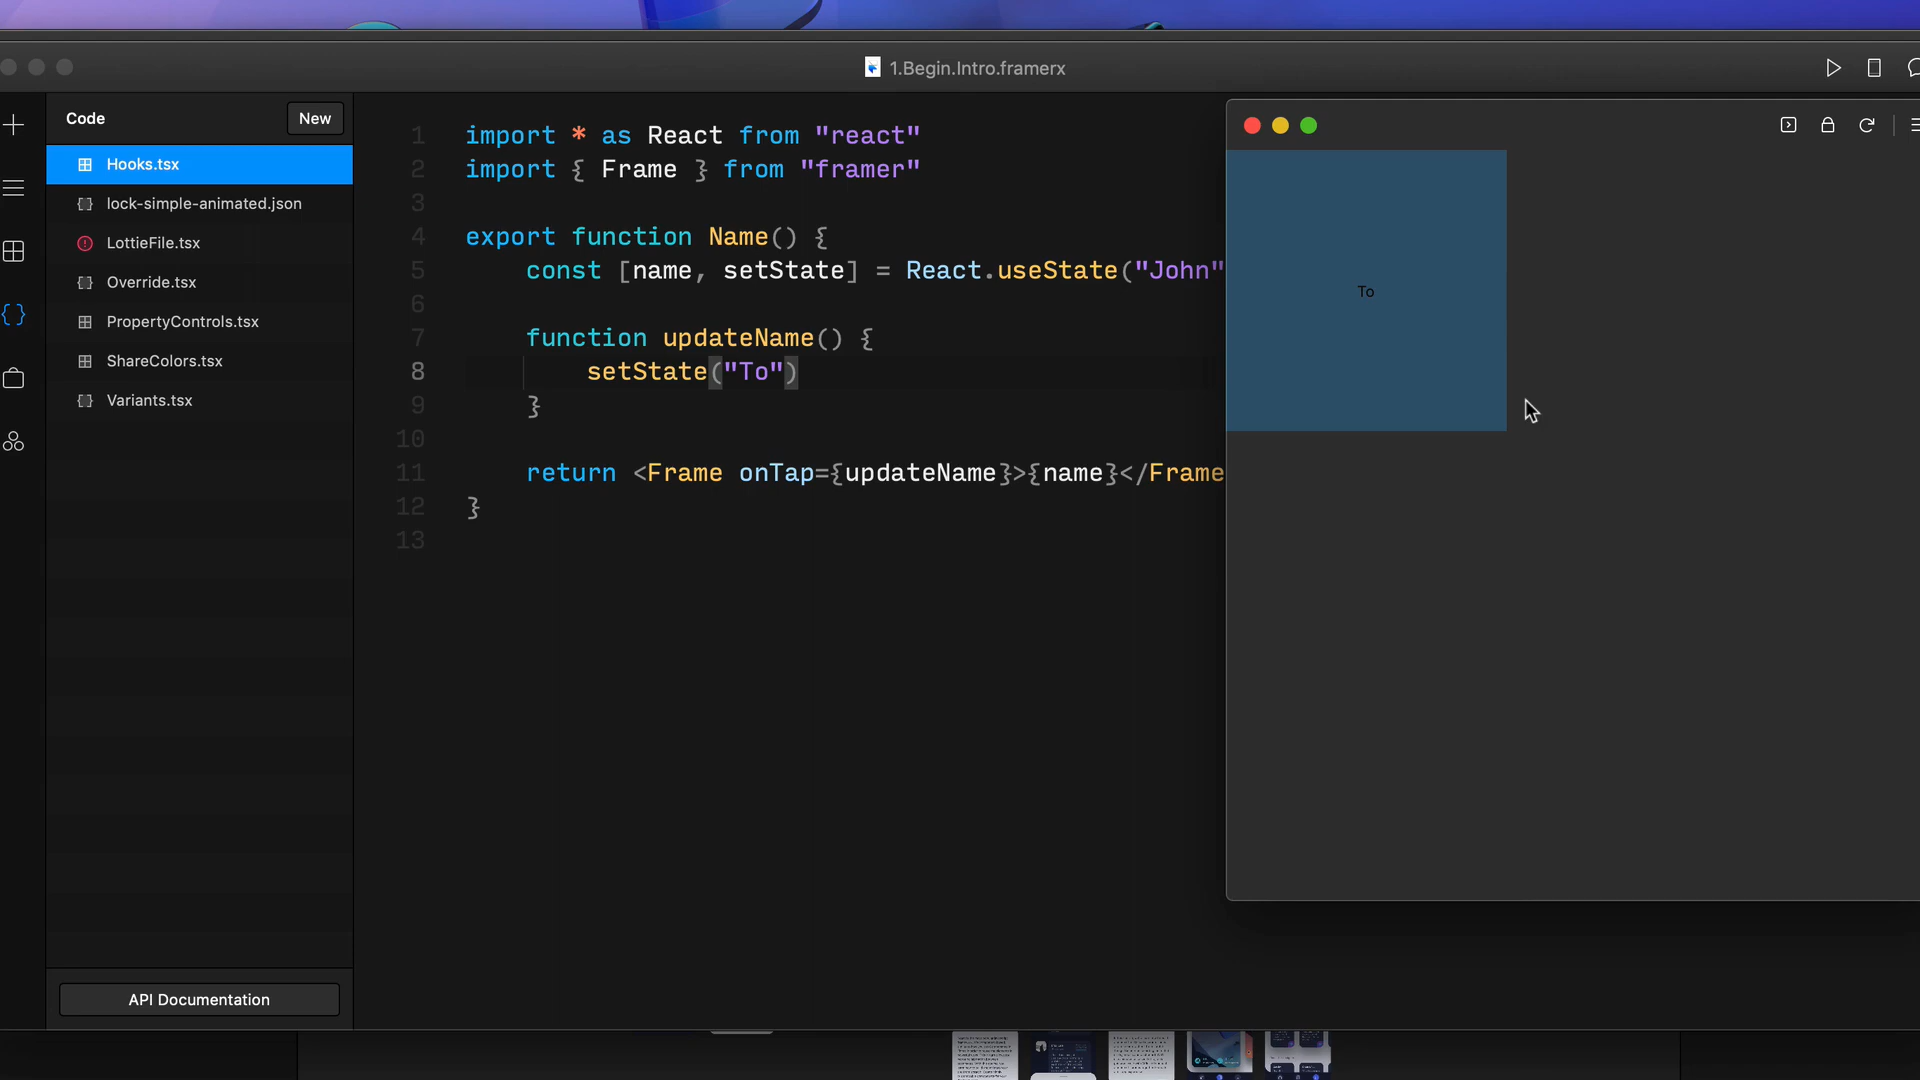 1.Begin.Intro.framerx
Code
New
Hooks.tsx
lock-simple-animated.json
LottieFile.tsx
Override.tsx
PropertyControls.tsx
ShareColors.tsx
Variants.tsx
API Documentation
1 import * as React from "react"
2 import { Frame } from "framer"
3
4 export function Name() {
5 const [name, setState] = React.useState("John"
6
7 function updateName() {
8 setState("To")
9 }
10
11 return <Frame onTap={updateName}>{name}</Frame
12 }
13
To